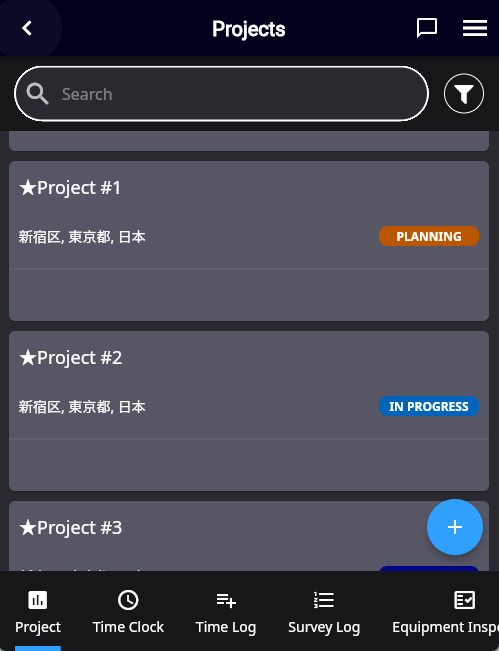 Projects
Search
★Project #1
新宿区, 東京都, 日本
PLANNING
★Project #2
新宿区, 東京都, 日本
IN PROGRESS
★Project #3
Project
Time Clock
Time Log
Survey Log
Equipment Inspe